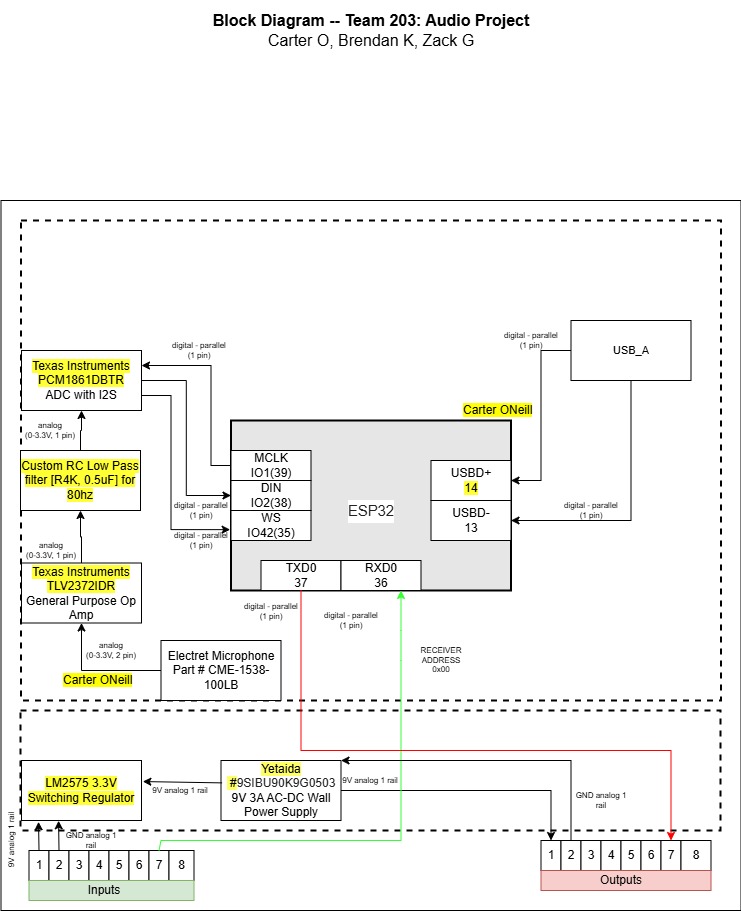 Block Diagram -- Team 203: Audio Project
Carter O, Brendan K, Zack G
digital - parallel
(1 pin)
digital - parallel
(1 pin)
USB_A
Texas Instruments
PCM1861DBTR
ADC with I2S
Carter ONeill
analog
(0-3.3V, 1 pin)
Custom RC Low Pass
filter [R4K, 0.5uF] for
80hz
MCLK
IO1(39)
DIN
IO2(38)
WS
IO42(35)
ESP32
USBD+
14
USBD-
13
digital - parallel
(1 pin)
digital - parallel
(1 pin)
digital - parallel
(1 pin)
analog
(0-3.3V, 1 pin)
Texas Instruments
TLV2372IDR
General Purpose Op
Amp
TXD0
37
RXD0
36
digital - parallel
(1 pin)
digital - parallel
(1 pin)
analog
(0-3.3V, 2 pin)
Electret Microphone
Part # CME-1538-
100LB
RECEIVER
ADDRESS
0x00
Carter ONeill
LM2575 3.3V
Switching Regulator
9V analog 1 rail
Yetaida
#9SIBU90K9G0503
9V 3A AC-DC Wall
Power Supply
9V analog 1 rail
GND analog 1
rail
9V analog 1 rail
GND analog 1
rail
1 2 3 4 5 6 7 8
Inputs
1 2 3 4 5 6 7 8
Outputs